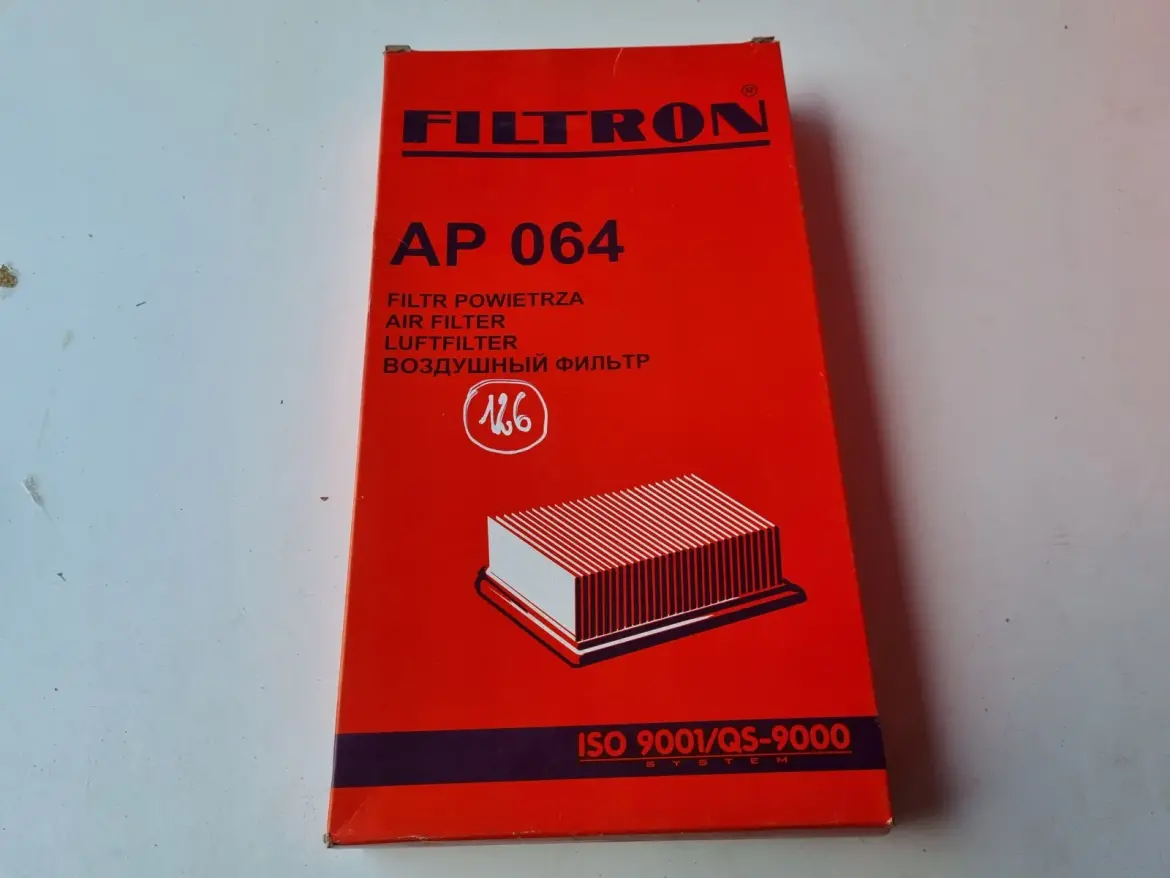 FILTRON®
AP 064
FILTR POWIETRZA
AIR FILTER
LUFTFILTER
ВОЗДУШНЫЙ ФИЛЬТР
126
ISO 9001/QS-9000
SYSTEM